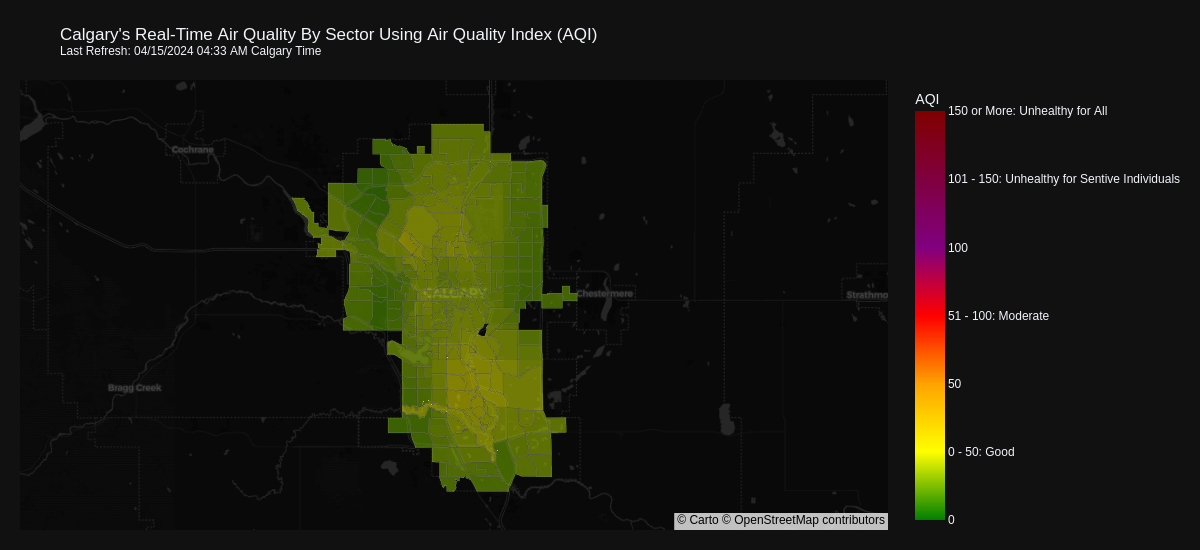 Calgary's Real-Time Air Quality By Sector Using Air Quality Index (AQI)
Last Refresh: 04/15/2024 04:33 AM Calgary Time
AQI
150 or More: Unhealthy for All
Cochrane
101 - 150: Unhealthy for Sentive Individuals
100
CALGARY
Chestermere
Strathmo
51 - 100: Moderate
Bragg Creek
50
0 - 50: Good
© Carto © OpenStreetMap contributors
0